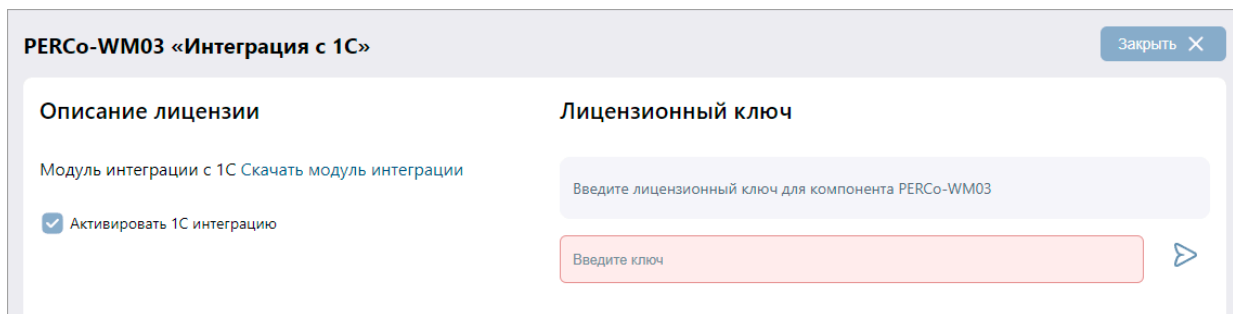 PERCo-WM03 «Интеграция с 1С»
Закрыть
Описание лицензии
Лицензионный ключ
Модуль интеграции с 1С Скачать модуль интеграции
Введите лицензионный ключ для компонента PERCo-WM03
Активировать 1С интеграцию
Введите ключ